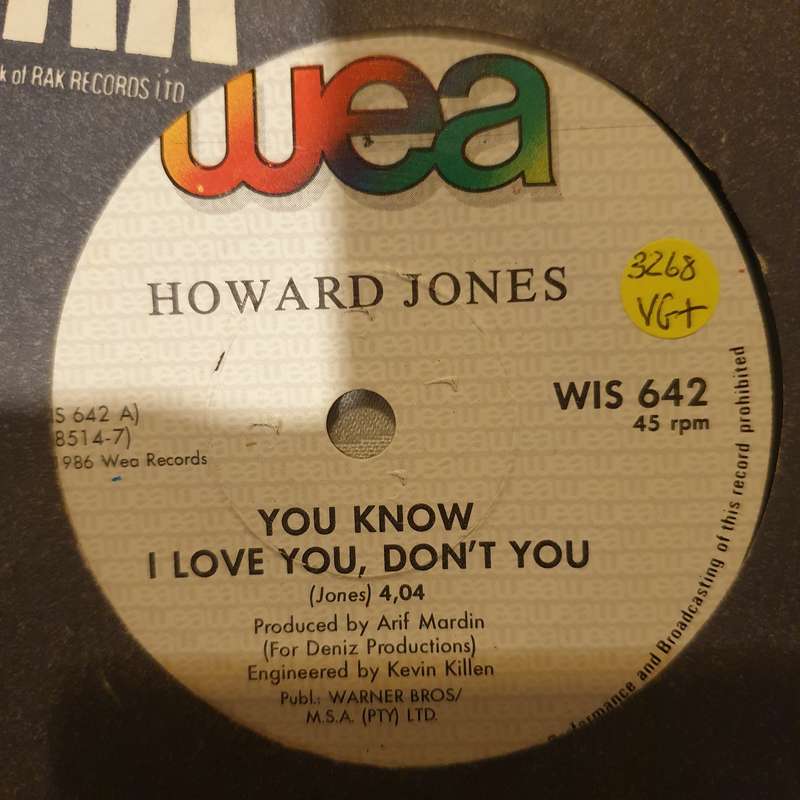 k of RAK RECORDS LTD
wea
HOWARD JONES
3268
VG+
WIS 642
45 rpm
S 642 A)
8514-7)
986 Wea Records
YOU KNOW
I LOVE YOU, DON'T YOU
(Jones) 4,04
Produced by Arif Mardin
(For Deniz Productions)
Engineered by Kevin Killen
Publ.: WARNER BROS/
M.S.A. (PTY) LTD.
formance and Broadcasting of this record prohibited